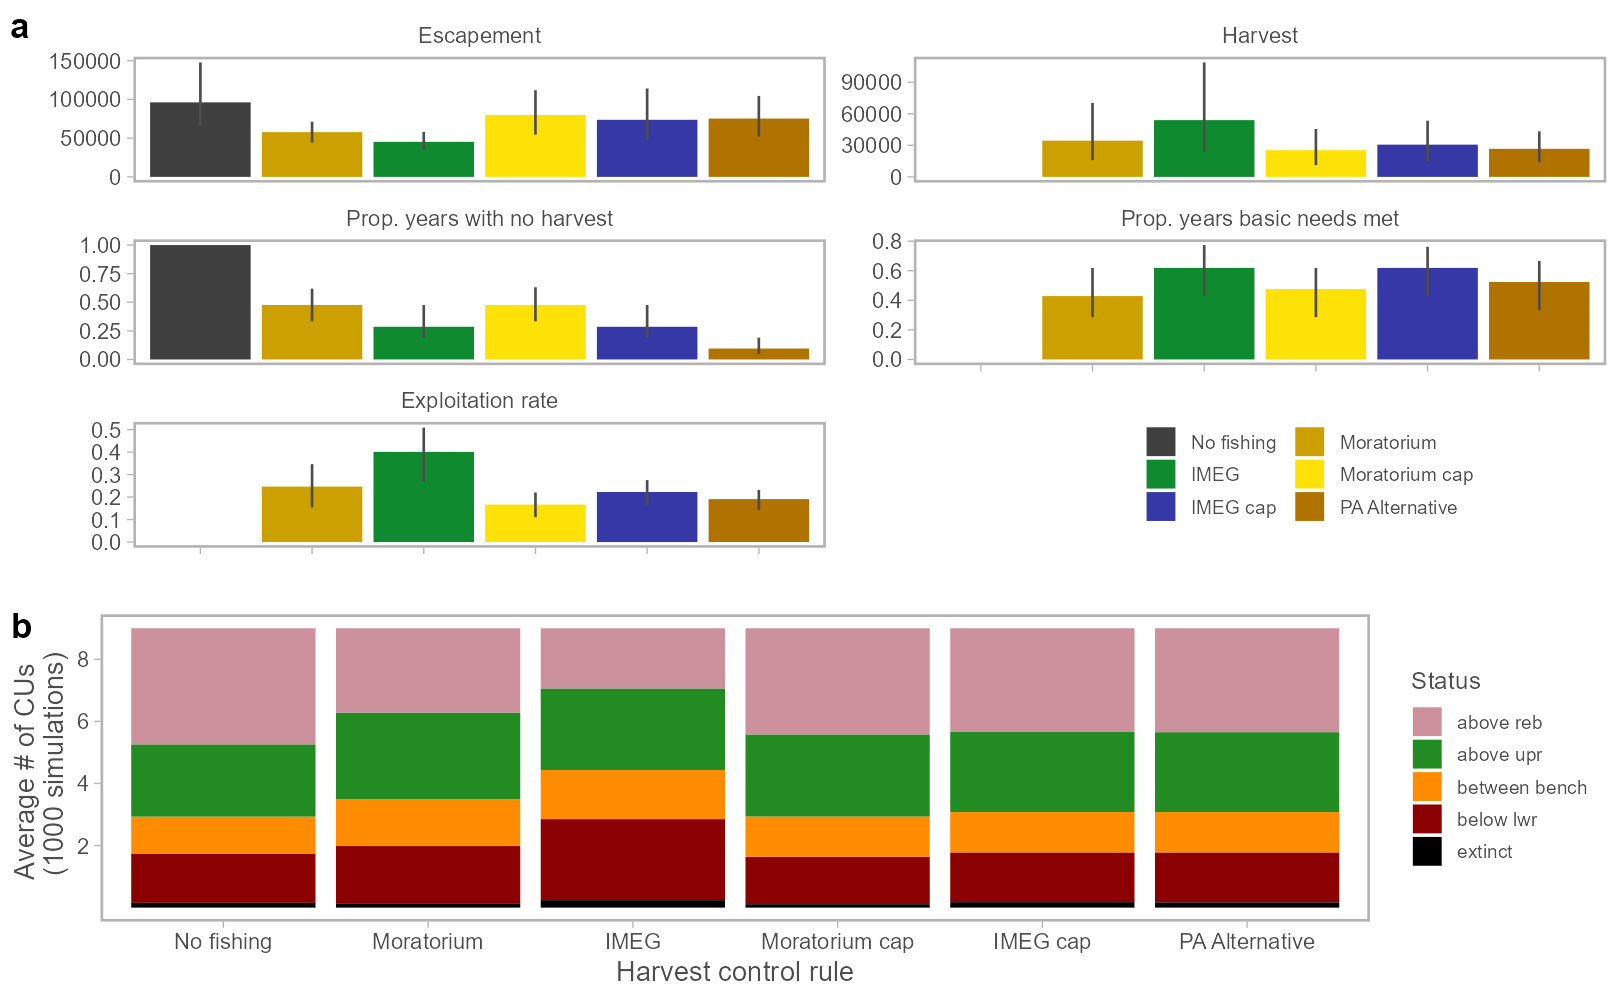 a
Escapement
150000
100000
50000
0
Harvest
90000
60000
30000
0
Prop. years with no harvest
1.00
0.75
0.50
0.25
0.00
Prop. years basic needs met
0.8
0.6
0.4
0.2
0.0
Exploitation rate
0.5
0.4
0.3
0.2
0.1
0.0
No fishing
Moratorium
IMEG
Moratorium cap
IMEG cap
PA Alternative
b
Average # of CUs
(1000 simulations)
8
6
4
2
No fishing
Moratorium
IMEG
Moratorium cap
IMEG cap
PA Alternative
Harvest control rule
Status
above reb
above upr
between bench
below lwr
extinct